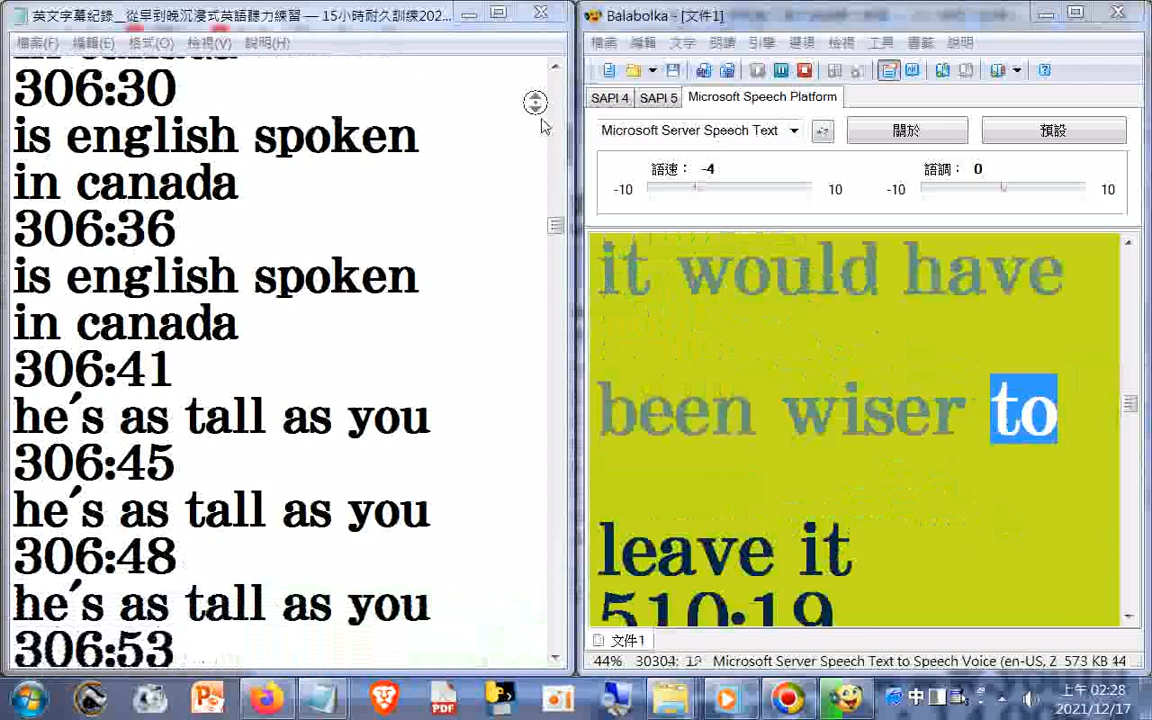 英文字幕紀錄__從早到晚沉浸式英語聽力練習 — 15小時耐久訓練202...
檔案(F) 編輯(E) 格式(O) 檢視(V) 說明(H)
306:30
is english spoken
in canada
306:36
is english spoken
in canada
306:41
he's as tall as you
306:45
he's as tall as you
306:48
he's as tall as you
306:53
Balabolka - [文件1]
檔案 編輯 文字 朗讀 引擎 選項 檢視 工具 書籤 說明
SAPI 4 SAPI 5 Microsoft Speech Platform
Microsoft Server Speech Text
關於 預設
語速： -4 語調： 0
-10 10 -10 10
it would have
been wiser to
leave it
510:19
文件1
44% 30304: 19 Microsoft Server Speech Text to Speech Voice (en-US, Z 573 KB 44
PDF
中
上午 02:28
2021/12/17